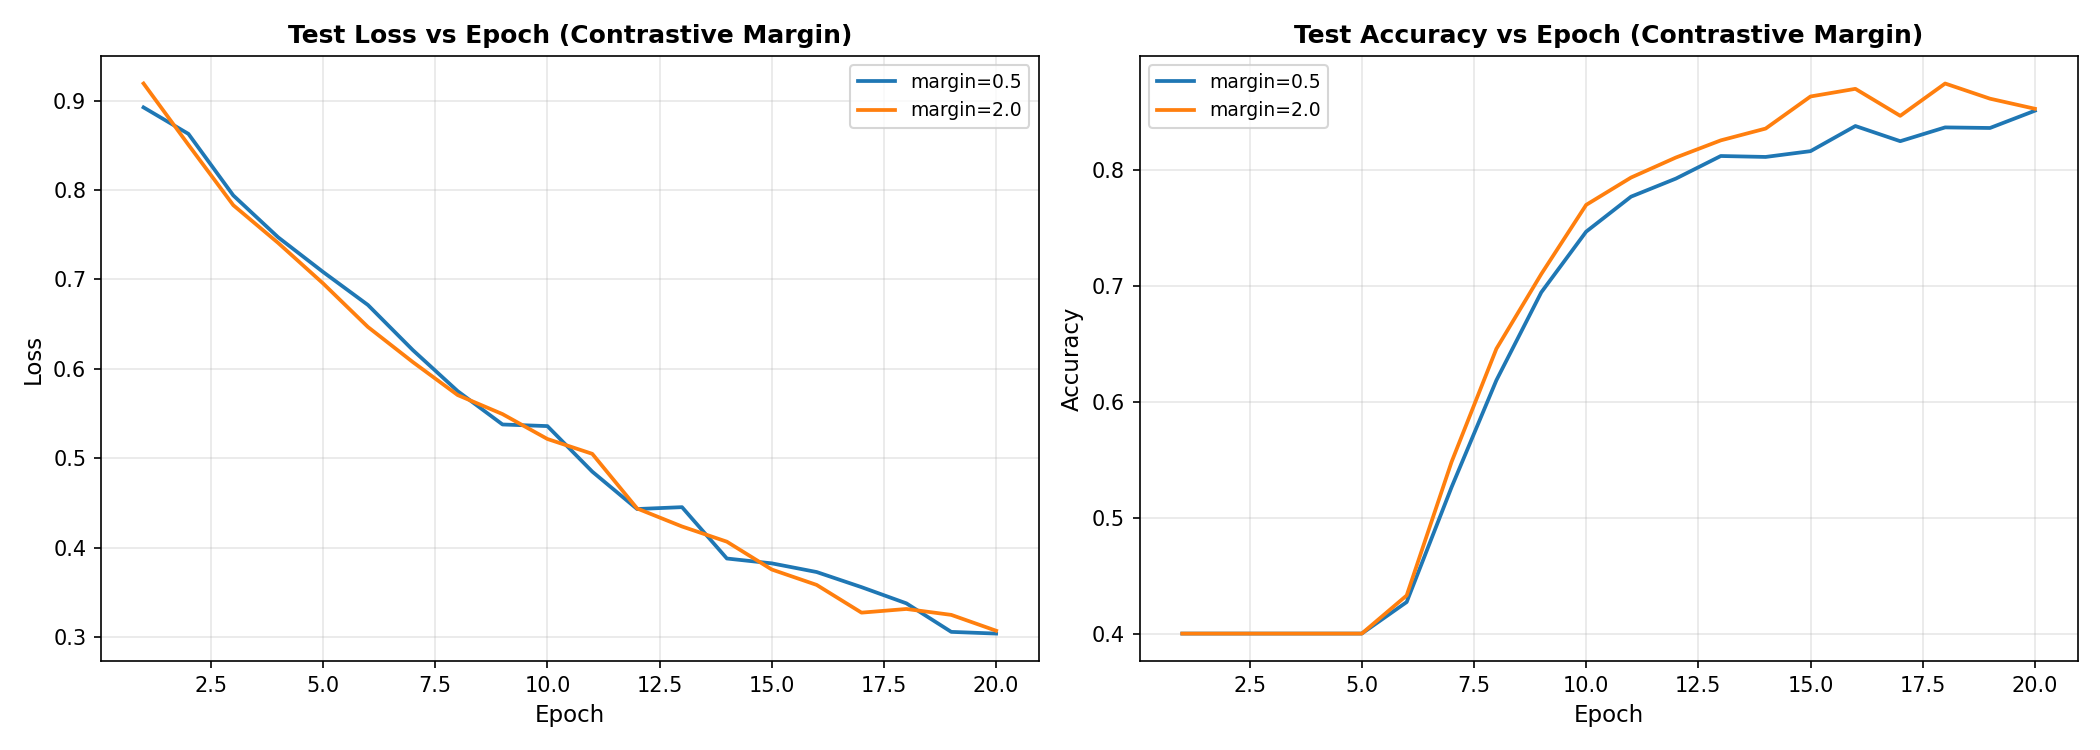 Test Loss vs Epoch (Contrastive Margin)
margin=0.5
margin=2.0
0.9
0.8
0.7
0.6
0.5
0.4
0.3
Loss
2.5 5.0 7.5 10.0 12.5 15.0 17.5 20.0
Epoch
Test Accuracy vs Epoch (Contrastive Margin)
margin=0.5
margin=2.0
0.8
0.7
0.6
0.5
0.4
Accuracy
2.5 5.0 7.5 10.0 12.5 15.0 17.5 20.0
Epoch